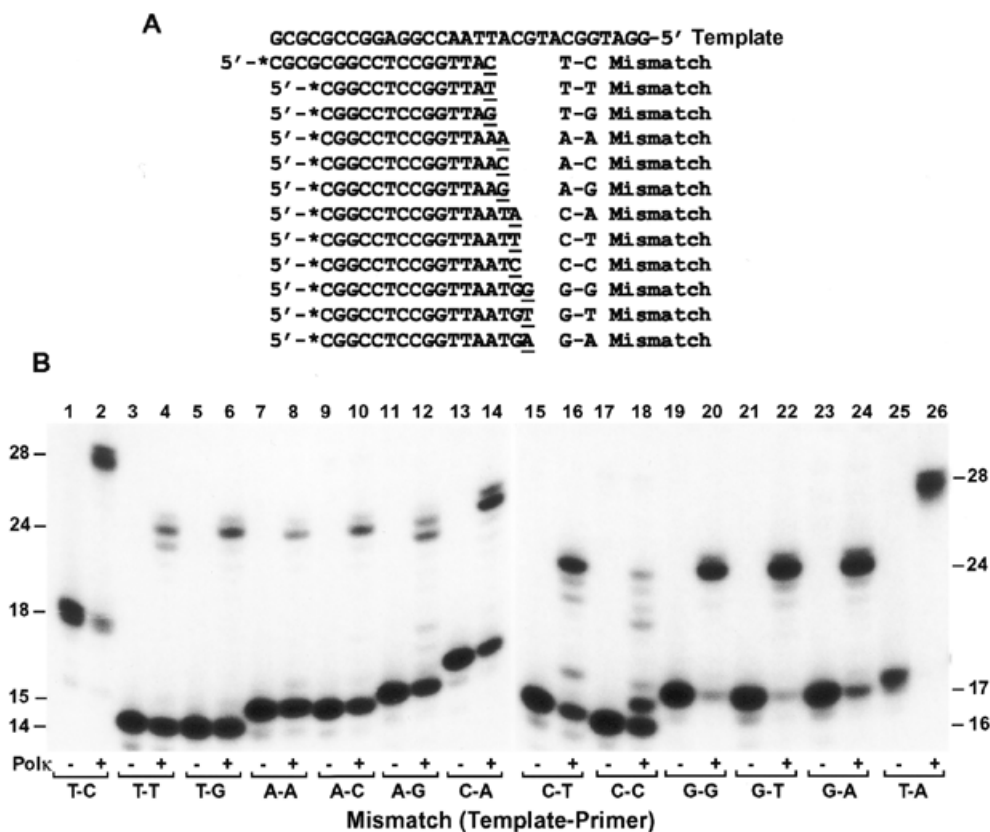 A
GCGCGCCGGAGGCCAATTACGTACGGTAGG-5′ Template
5′-*CGCGCGGCCTCCGGTTAC T-C Mismatch
5′-*CGGCCTCCGGTTAT T-T Mismatch
5′-*CGGCCTCCGGTTAG T-G Mismatch
5′-*CGGCCTCCGGTTAAA A-A Mismatch
5′-*CGGCCTCCGGTTAAC A-C Mismatch
5′-*CGGCCTCCGGTTAAG A-G Mismatch
5′-*CGGCCTCCGGTTAATA C-A Mismatch
5′-*CGGCCTCCGGTTAATT C-T Mismatch
5′-*CGGCCTCCGGTTAATC C-C Mismatch
5′-*CGGCCTCCGGTTAATGG G-G Mismatch
5′-*CGGCCTCCGGTTAATGT G-T Mismatch
5′-*CGGCCTCCGGTTAATGA G-A Mismatch
B
1 2 3 4 5 6 7 8 9 10 11 12 13 14 15 16 17 18 19 20 21 22 23 24 25 26
28 –
24 –
18 –
15 –
14 –
– 28
– 24
– 17
– 16
Polκ - + - + - + - + - + - + - + - + - + - + - + - + - +
T-C T-T T-G A-A A-C A-G C-A C-T C-C G-G G-T G-A T-A
Mismatch (Template-Primer)